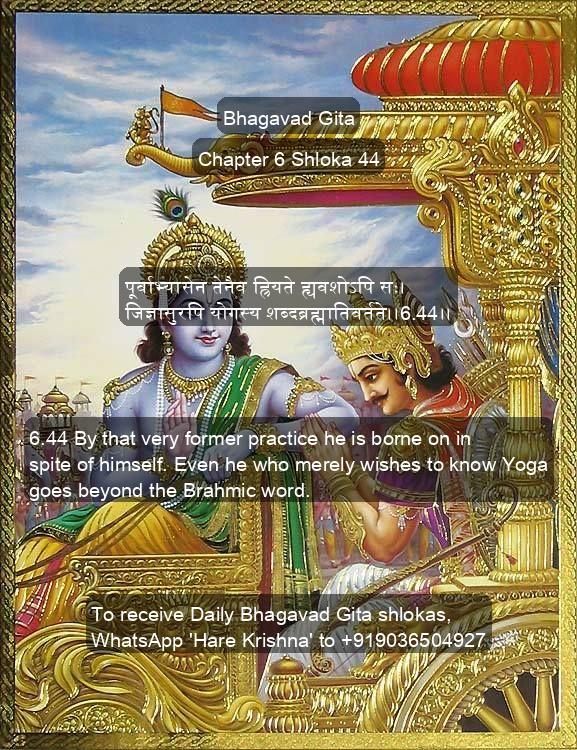 Bhagavad Gita
Chapter 6 Shloka 44
पूर्वाभ्यासेन तेनैव ह्रियते ह्यवशोऽपि सः।
जिज्ञासुरपि योगस्य शब्दब्रह्मातिवर्तते।।6.44।।
6.44 By that very former practice he is borne on in
spite of himself. Even he who merely wishes to know Yoga
goes beyond the Brahmic word.
To receive Daily Bhagavad Gita shlokas,
WhatsApp 'Hare Krishna' to +919036504927